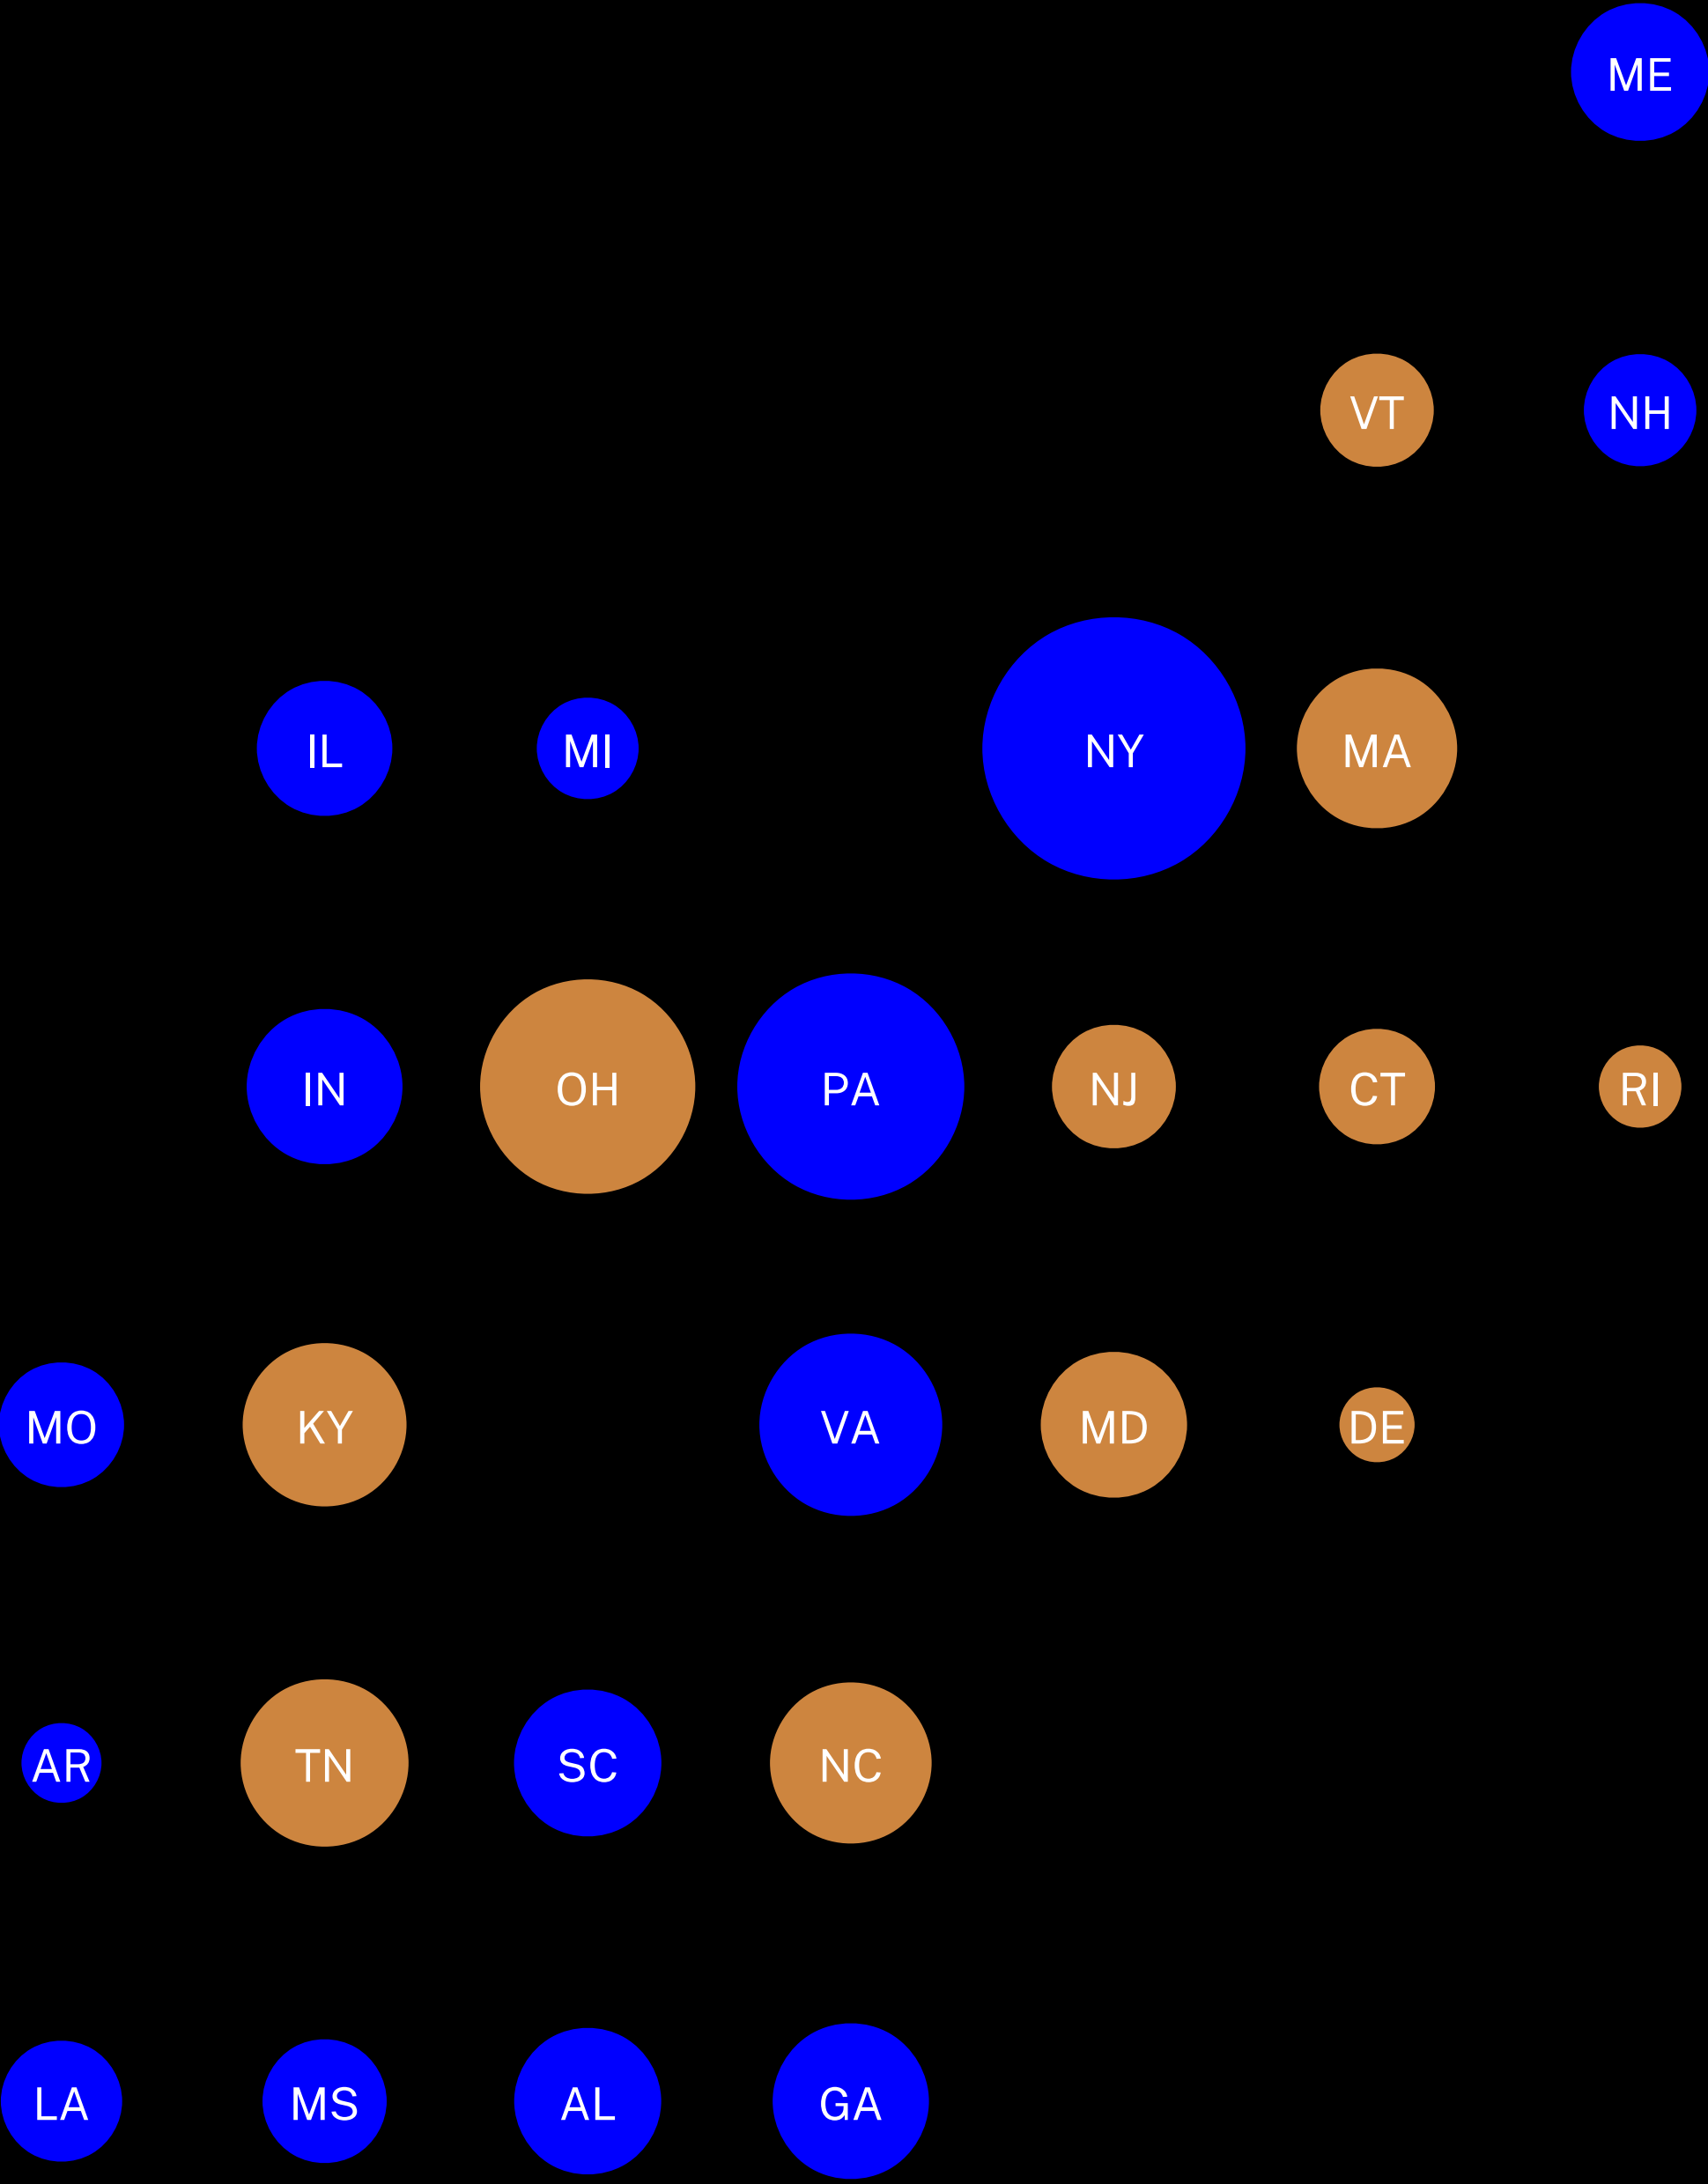 ME
VT NH
IL MI NY MA
IN OH PA NJ CT RI
MO KY VA MD DE
AR TN SC NC
LA MS AL GA